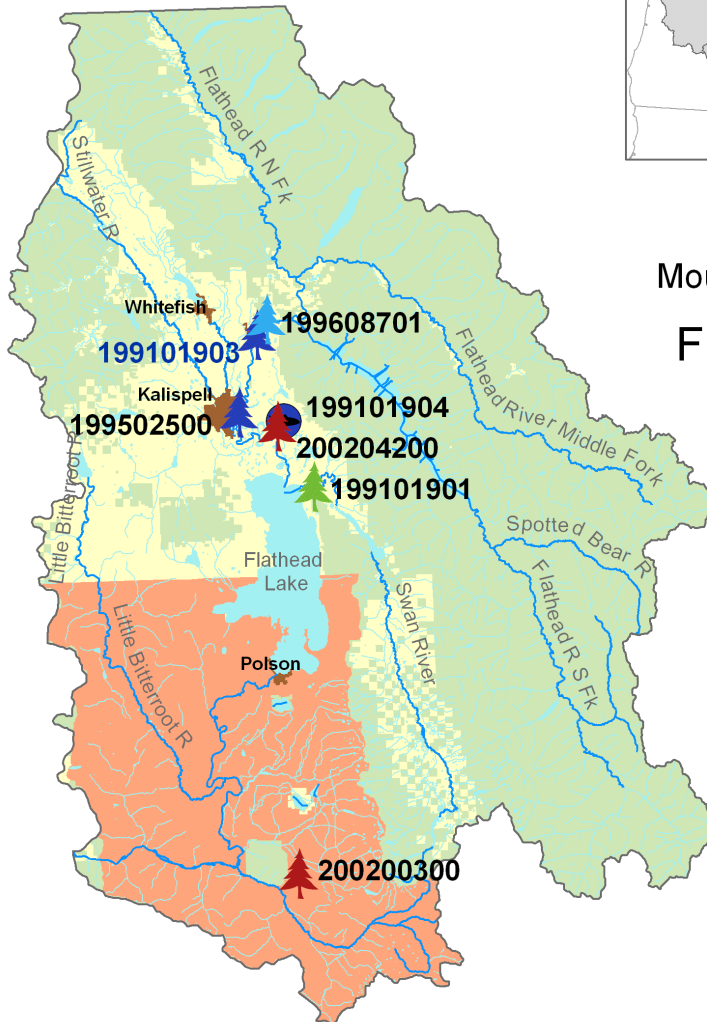 Flathead R N Fk
Stillwater R
Mou
Whitefish
199608701
F
199101903
Flathead River Middle Fork
Kalispell
199101904
199502500
200204200
199101901
Little Bitterroot R
Spotted Bear R
Flathead
Lake
Flathead R S Fk
Swan River
Little Bitterroot R
Polson
200200300